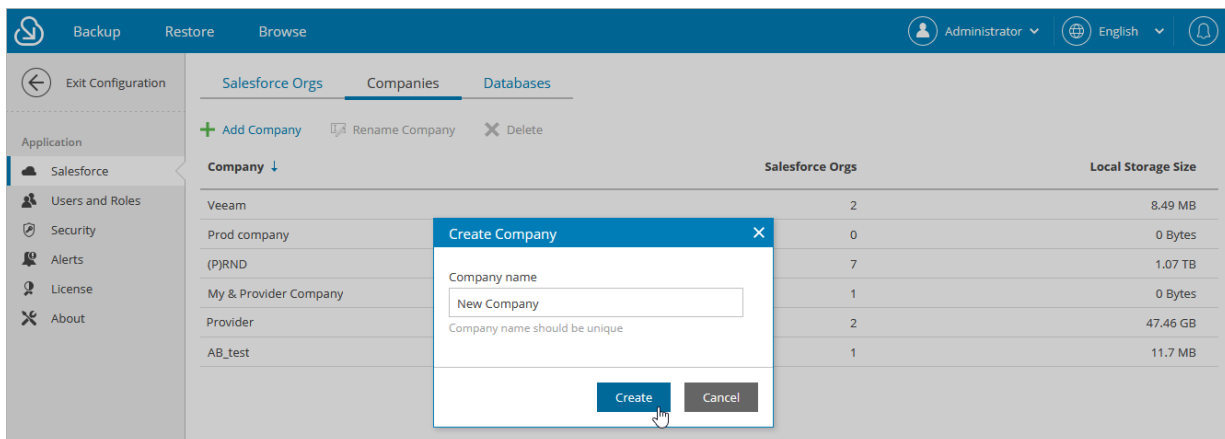 Backup Restore Browse Administrator English
Exit Configuration
Salesforce Orgs Companies Databases
Add Company Rename Company Delete
Application
Salesforce
Users and Roles
Security
Alerts
License
About
Company ↓ Salesforce Orgs Local Storage Size
Veeam 2 8.49 MB
Prod company 0 0 Bytes
(P)RND 7 1.07 TB
My & Provider Company 1 0 Bytes
Provider 2 47.46 GB
AB_test 1 11.7 MB
Create Company
Company name
New Company
Company name should be unique
Create Cancel